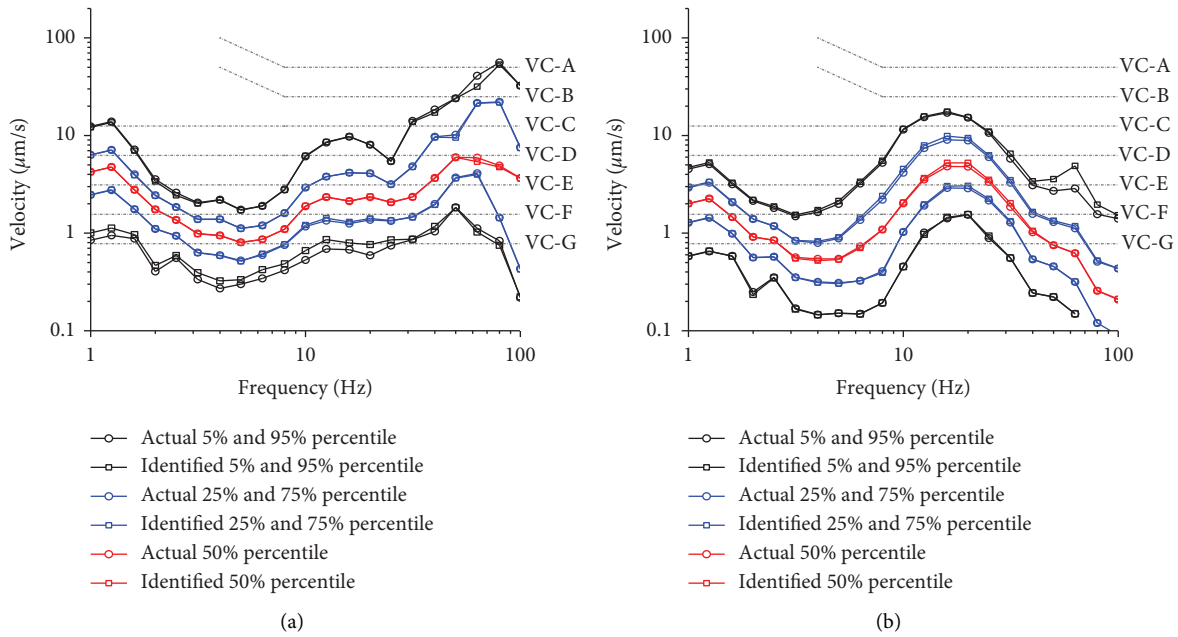 100
10
1
0.1
Velocity (μm/s)
1
10
100
Frequency (Hz)
VC-A
VC-B
VC-C
VC-D
VC-E
VC-F
VC-G
Actual 5% and 95% percentile
Identified 5% and 95% percentile
Actual 25% and 75% percentile
Identified 25% and 75% percentile
Actual 50% percentile
Identified 50% percentile
(a)
100
10
1
0.1
Velocity (μm/s)
1
10
100
Frequency (Hz)
VC-A
VC-B
VC-C
VC-D
VC-E
VC-F
VC-G
Actual 5% and 95% percentile
Identified 5% and 95% percentile
Actual 25% and 75% percentile
Identified 25% and 75% percentile
Actual 50% percentile
Identified 50% percentile
(b)